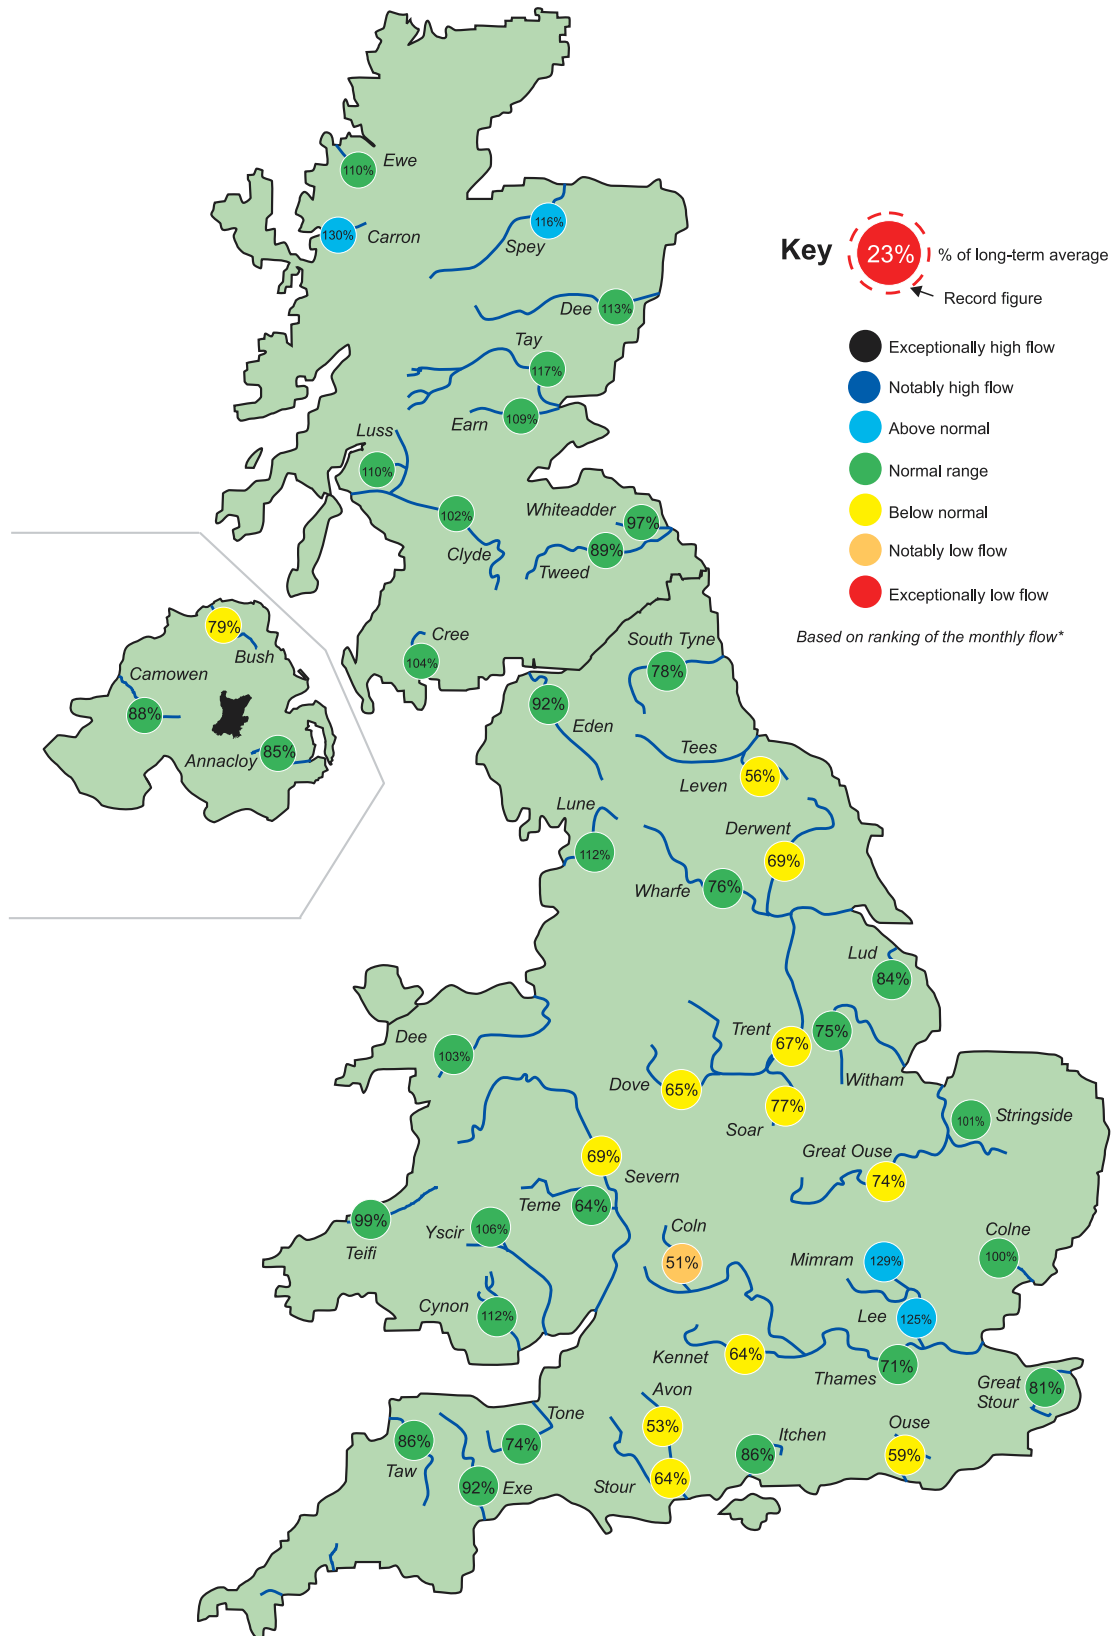 Ewe
110%
130%
Carron
116%
Spey
Key
23%
% of long-term average
Record figure
Dee
113%
Tay
117%
Earn
109%
Exceptionally high flow
Notably high flow
Above normal
Normal range
Below normal
Notably low flow
Exceptionally low flow
Based on ranking of the monthly flow*
Luss
110%
102%
Clyde
Whiteadder
97%
89%
Tweed
79%
Bush
Camowen
88%
Annacloy
85%
Cree
104%
South Tyne
78%
92%
Eden
Tees
Leven
56%
Lune
112%
Derwent
69%
Wharfe
76%
Lud
84%
Dee
103%
Trent
67%
75%
Witham
Dove
65%
77%
Soar
101%
Stringside
Great Ouse
74%
69%
Severn
Teme
64%
99%
Teifi
Yscir
106%
Coln
51%
Mimram
129%
Colne
100%
Cynon
112%
Lee
125%
Kennet
64%
Thames
71%
Great
Stour
81%
Avon
53%
Tone
74%
86%
Taw
92%
Exe
Stour
64%
Itchen
86%
Ouse
59%